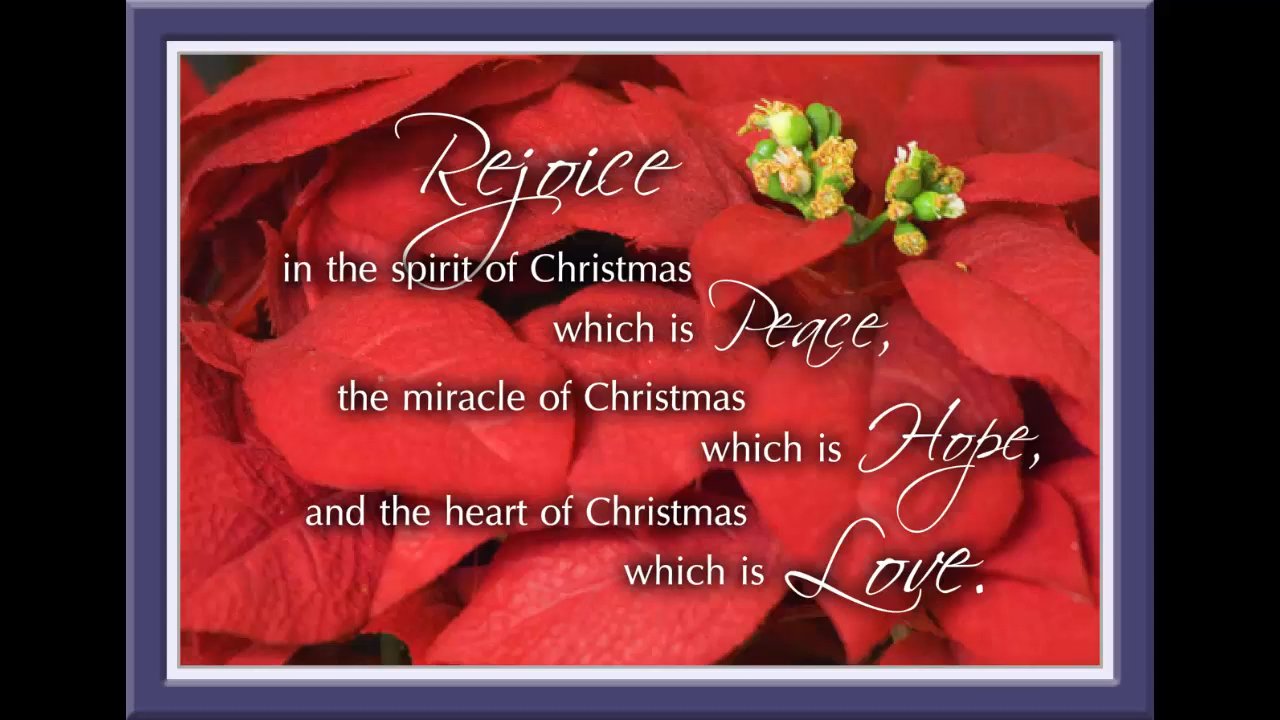 Rejoice
in the spirit of Christmas
which is Peace,
the miracle of Christmas
which is Hope,
and the heart of Christmas
which is Love.